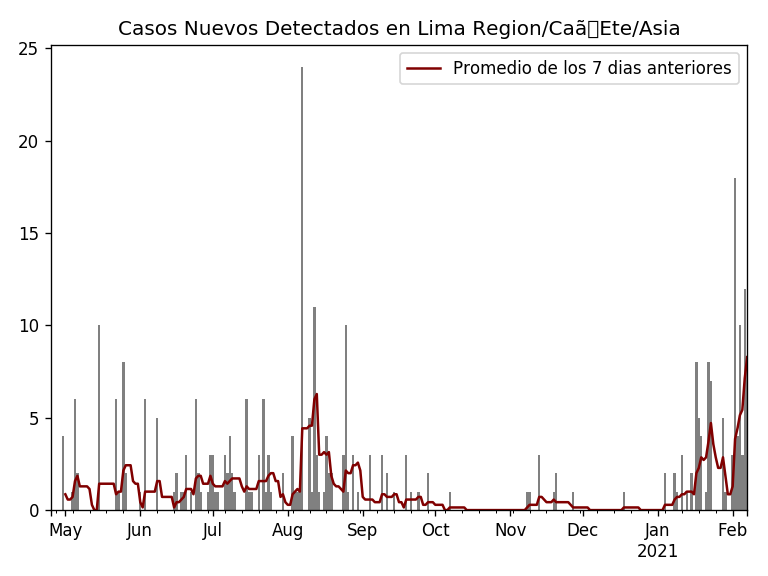 Casos Nuevos Detectados en Lima Region/Caã▯Ete/Asia
Promedio de los 7 dias anteriores
25
20
15
10
5
0
May Jun Jul Aug Sep Oct Nov Dec Jan Feb
2021